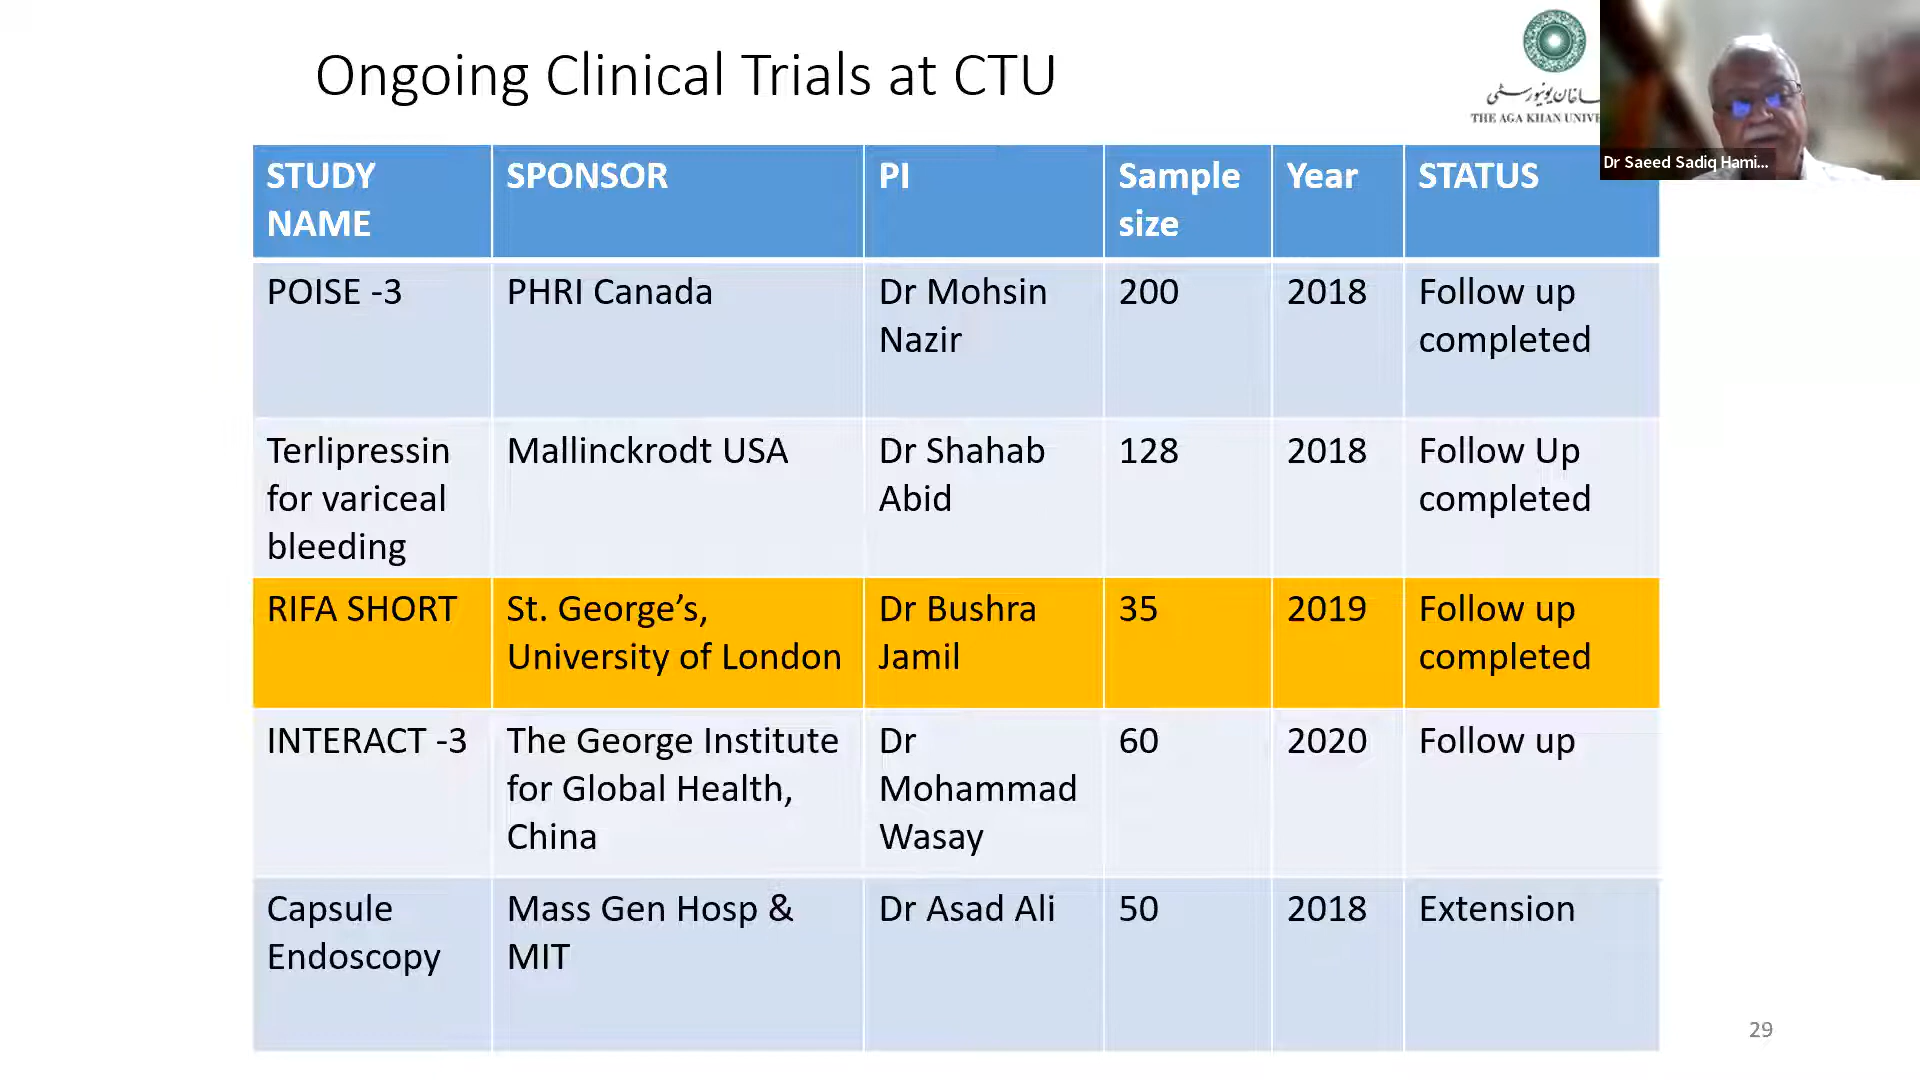 Ongoing Clinical Trials at CTU
THE AGA KHAN UNIVE
Dr Saeed Sadiq Hami...
STUDY NAME SPONSOR PI Sample size Year STATUS
POISE -3 PHRI Canada Dr Mohsin Nazir 200 2018 Follow up completed
Terlipressin for variceal bleeding Mallinckrodt USA Dr Shahab Abid 128 2018 Follow Up completed
RIFA SHORT St. George’s, University of London Dr Bushra Jamil 35 2019 Follow up completed
INTERACT -3 The George Institute for Global Health, China Dr Mohammad Wasay 60 2020 Follow up
Capsule Endoscopy Mass Gen Hosp & MIT Dr Asad Ali 50 2018 Extension
29